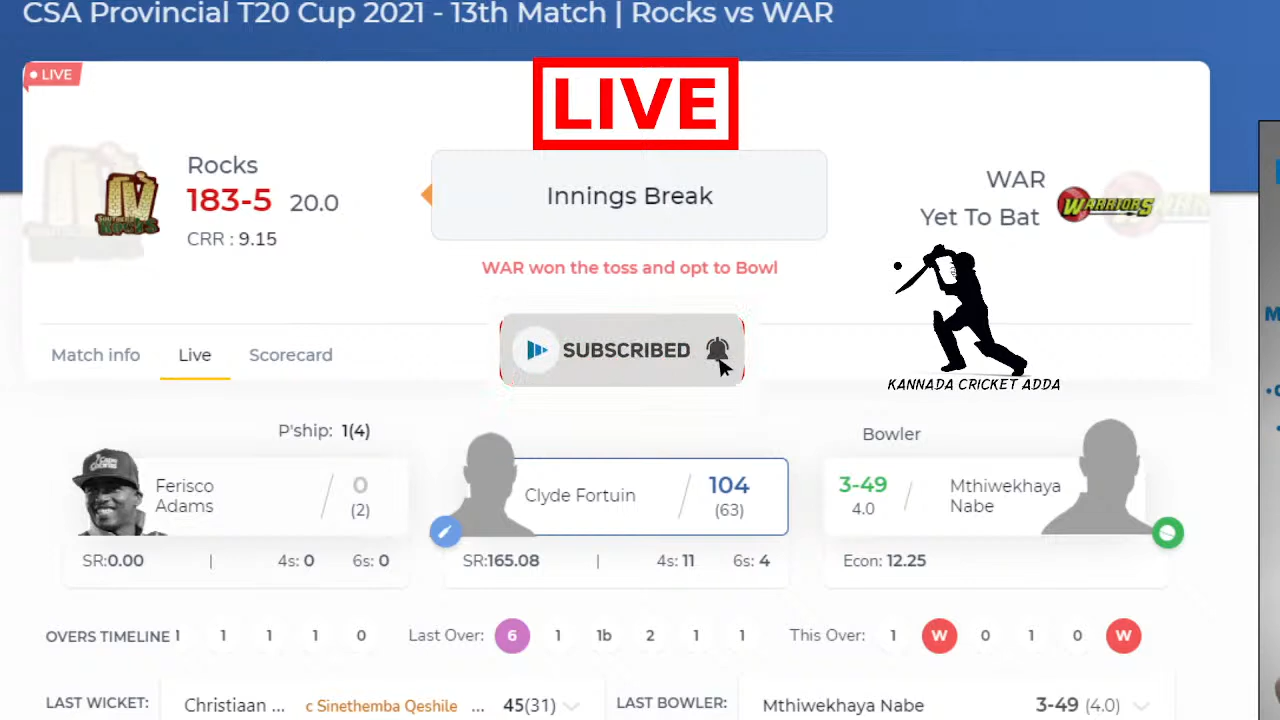 CSA Provincial T20 Cup 2021 - 13th Match | Rocks vs WAR
LIVE
LIVE
Rocks
183-5 20.0
CRR : 9.15
Innings Break
WAR
Yet To Bat
WARRIORS
WAR won the toss and opt to Bowl
SUBSCRIBED
KANNADA CRICKET ADDA
Match info Live Scorecard
P'ship: 1(4)
Bowler
Ferisco Adams
0
(2)
SR:0.00 | 4s: 0 6s: 0
Clyde Fortuin
104
(63)
SR:165.08 | 4s: 11 6s: 4
3-49
4.0
Mthiwekhaya Nabe
Econ: 12.25
OVERS TIMELINE 1 1 1 1 0 Last Over: 6 1 1b 2 1 1 This Over: 1 W 0 1 0 W
LAST WICKET: Christiaan ... c Sinethemba Qeshile ... 45(31) LAST BOWLER: Mthiwekhaya Nabe 3-49 (4.0)